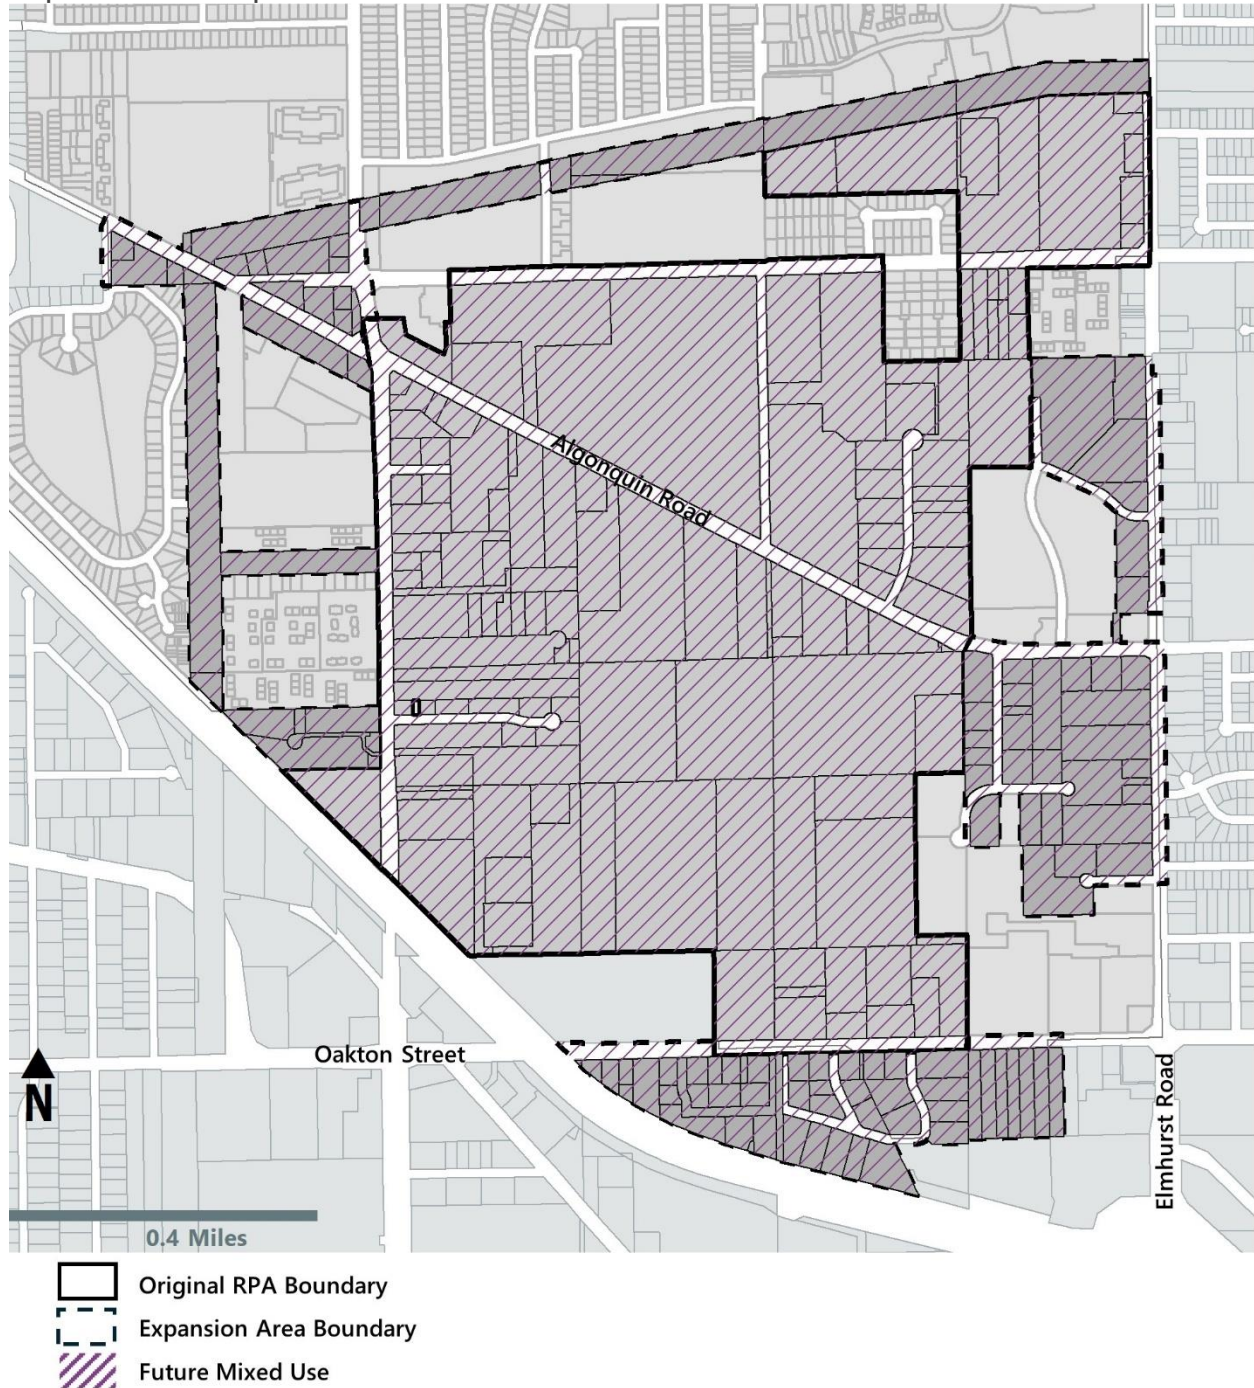 Algonquin Road
Oakton Street
Elmhurst Road
N
0.4 Miles
Original RPA Boundary
Expansion Area Boundary
Future Mixed Use